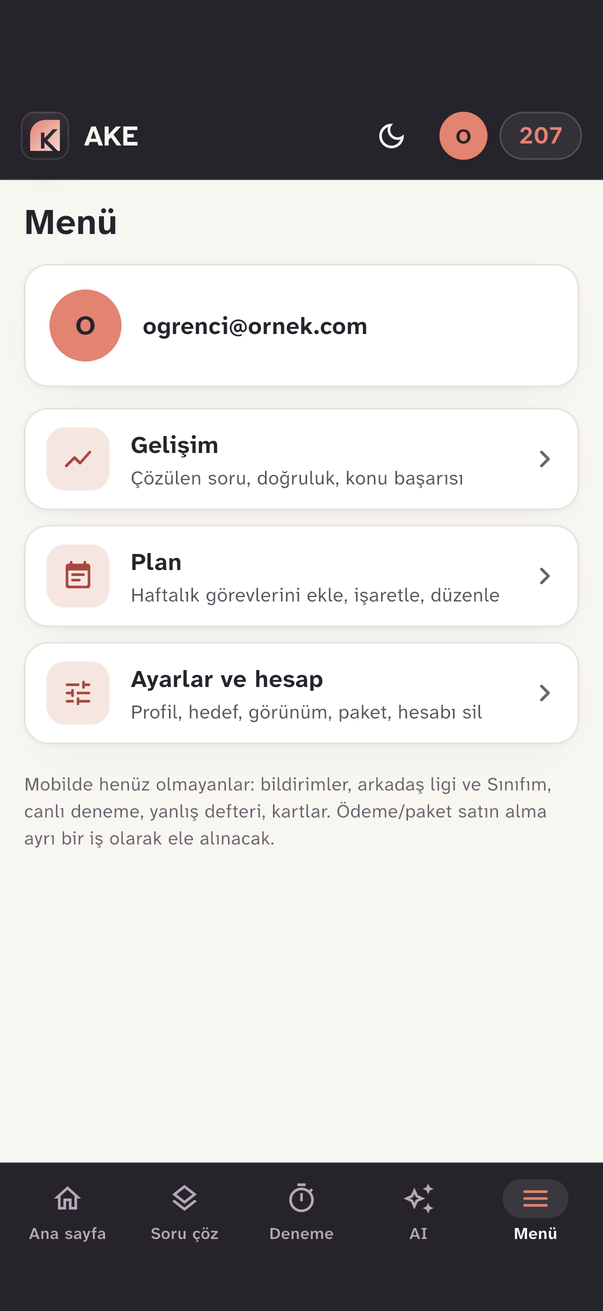 K AKE O 207
Menü
O ogrenci@ornek.com
Gelişim
Çözülen soru, doğruluk, konu başarısı
Plan
Haftalık görevlerini ekle, işaretle, düzenle
Ayarlar ve hesap
Profil, hedef, görünüm, paket, hesabı sil
Mobilde henüz olmayanlar: bildirimler, arkadaş ligi ve Sınıfım,
canlı deneme, yanlış defteri, kartlar. Ödeme/paket satın alma
ayrı bir iş olarak ele alınacak.
Ana sayfa Soru çöz Deneme AI Menü